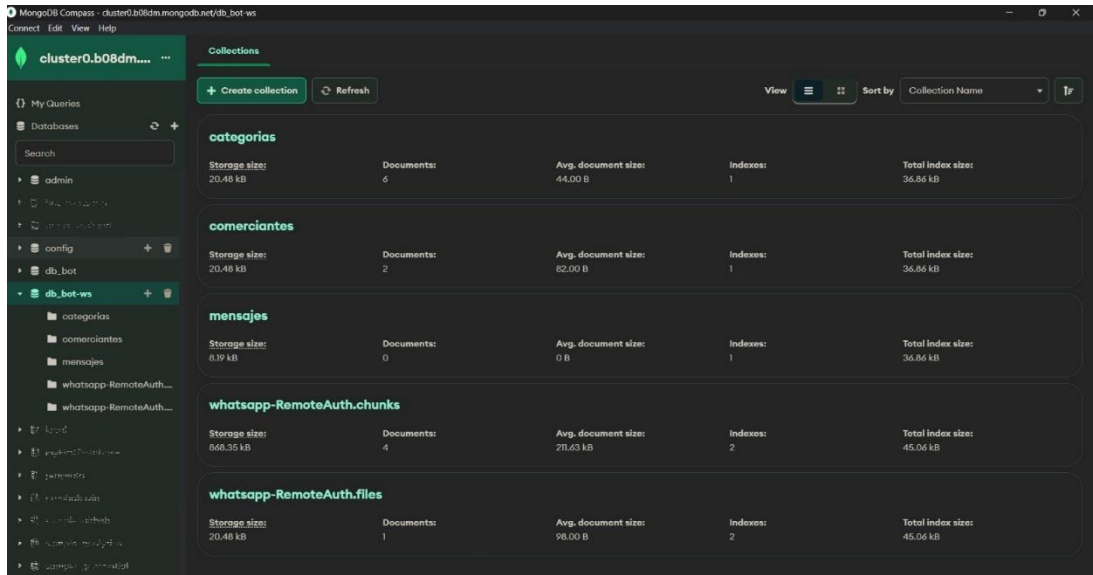 MongoDB Compass - cluster0.b08dm.mongodb.net/db_bot-ws
Connect Edit View Help
cluster0.b08dm.... ...
{} My Queries
Databases
Search
admin
config
db_bot
db_bot-ws
categorias
comerciantes
mensajes
whatsapp-RemoteAuth....
whatsapp-RemoteAuth....
Collections
+ Create collection Refresh View Sort by Collection Name
categorias
Storage size: Documents: Avg. document size: Indexes: Total index size:
20.48 kB 6 44.00 B 1 36.86 kB
comerciantes
Storage size: Documents: Avg. document size: Indexes: Total index size:
20.48 kB 2 82.00 B 1 36.86 kB
mensajes
Storage size: Documents: Avg. document size: Indexes: Total index size:
8.19 kB 0 0 B 1 36.86 kB
whatsapp-RemoteAuth.chunks
Storage size: Documents: Avg. document size: Indexes: Total index size:
868.35 kB 4 211.63 kB 2 45.06 kB
whatsapp-RemoteAuth.files
Storage size: Documents: Avg. document size: Indexes: Total index size:
20.48 kB 1 98.00 B 2 45.06 kB